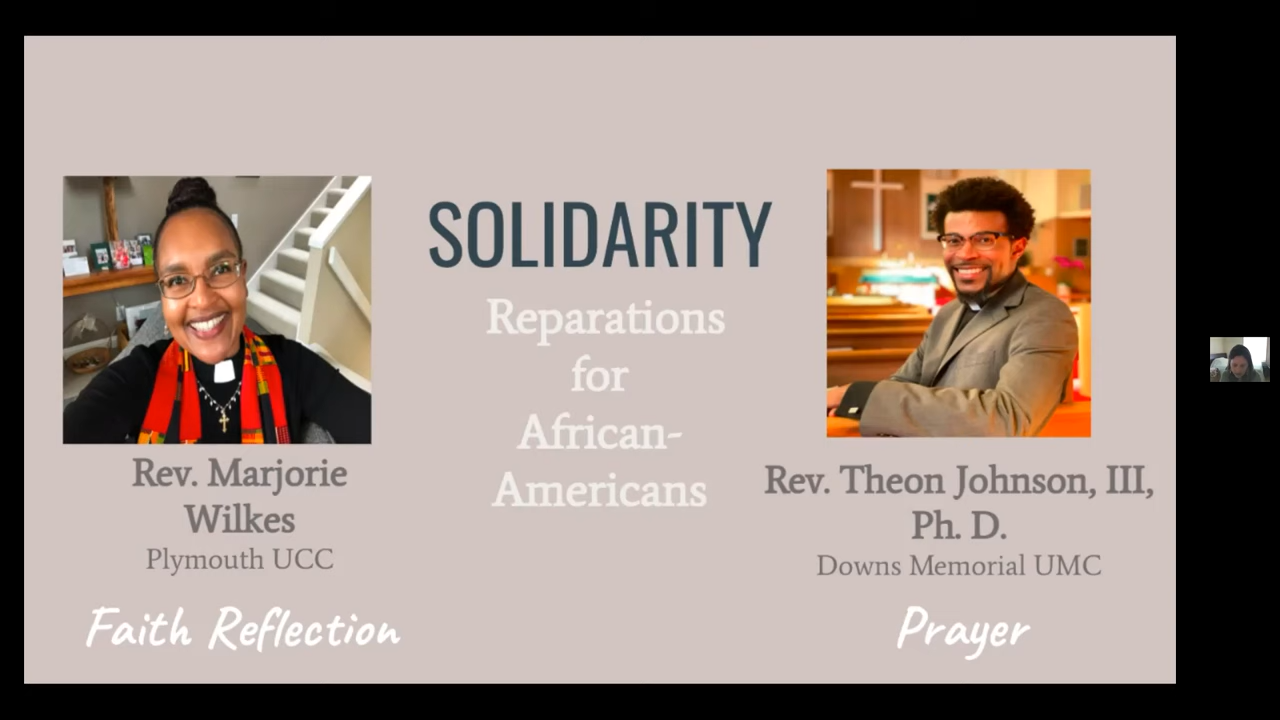 SOLIDARITY
Reparations
for
African-
Americans
Rev. Marjorie
Wilkes
Plymouth UCC
Faith Reflection
Rev. Theon Johnson, III,
Ph. D.
Downs Memorial UMC
Prayer